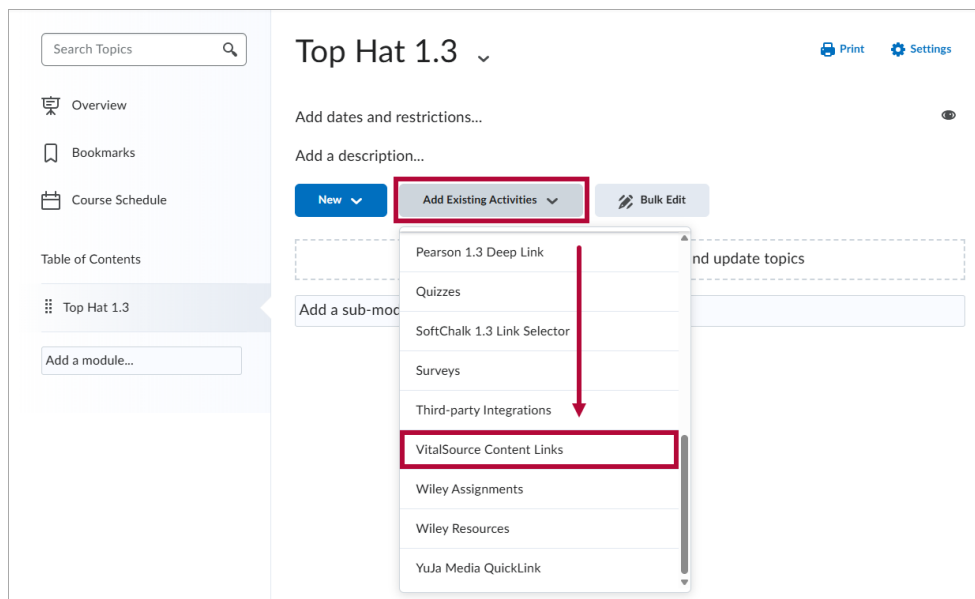 Search Topics
Overview
Bookmarks
Course Schedule
Table of Contents
Top Hat 1.3
Add a module...
Top Hat 1.3
Print
Settings
Add dates and restrictions...
Add a description...
New
Add Existing Activities
Bulk Edit
nd update topics
Add a sub-mod
Pearson 1.3 Deep Link
Quizzes
SoftChalk 1.3 Link Selector
Surveys
Third-party Integrations
VitalSource Content Links
Wiley Assignments
Wiley Resources
YuJa Media QuickLink